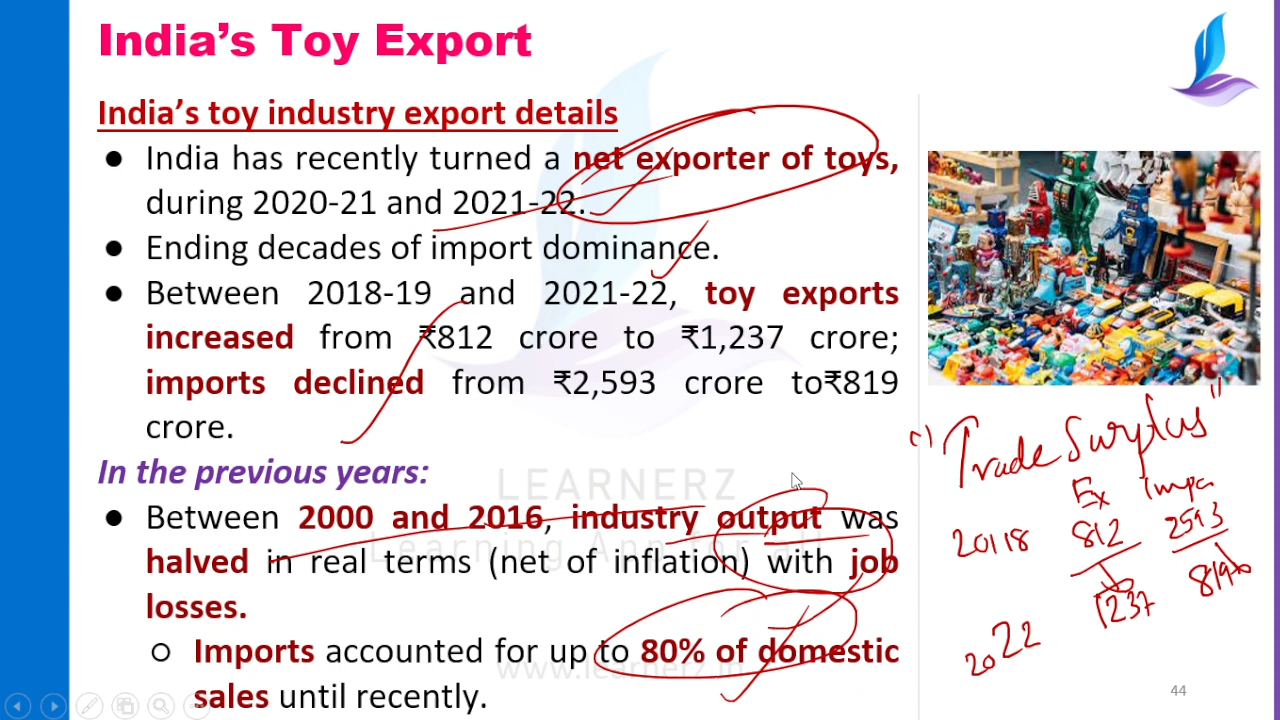 India's Toy Export
India's toy industry export details
● India has recently turned a net exporter of toys,
during 2020-21 and 2021-22.
● Ending decades of import dominance.
● Between 2018-19 and 2021-22, toy exports
increased from ₹812 crore to ₹1,237 crore;
imports declined from ₹2,593 crore to₹819
crore.
In the previous years:
● Between 2000 and 2016, industry output was
halved in real terms (net of inflation) with job
losses.
○ Imports accounted for up to 80% of domestic
sales until recently.
"Trade Surplus"
Ex
812 2593
1237 819
2022
LEARNERZ
Learning App for all
www.learnerz.in
44